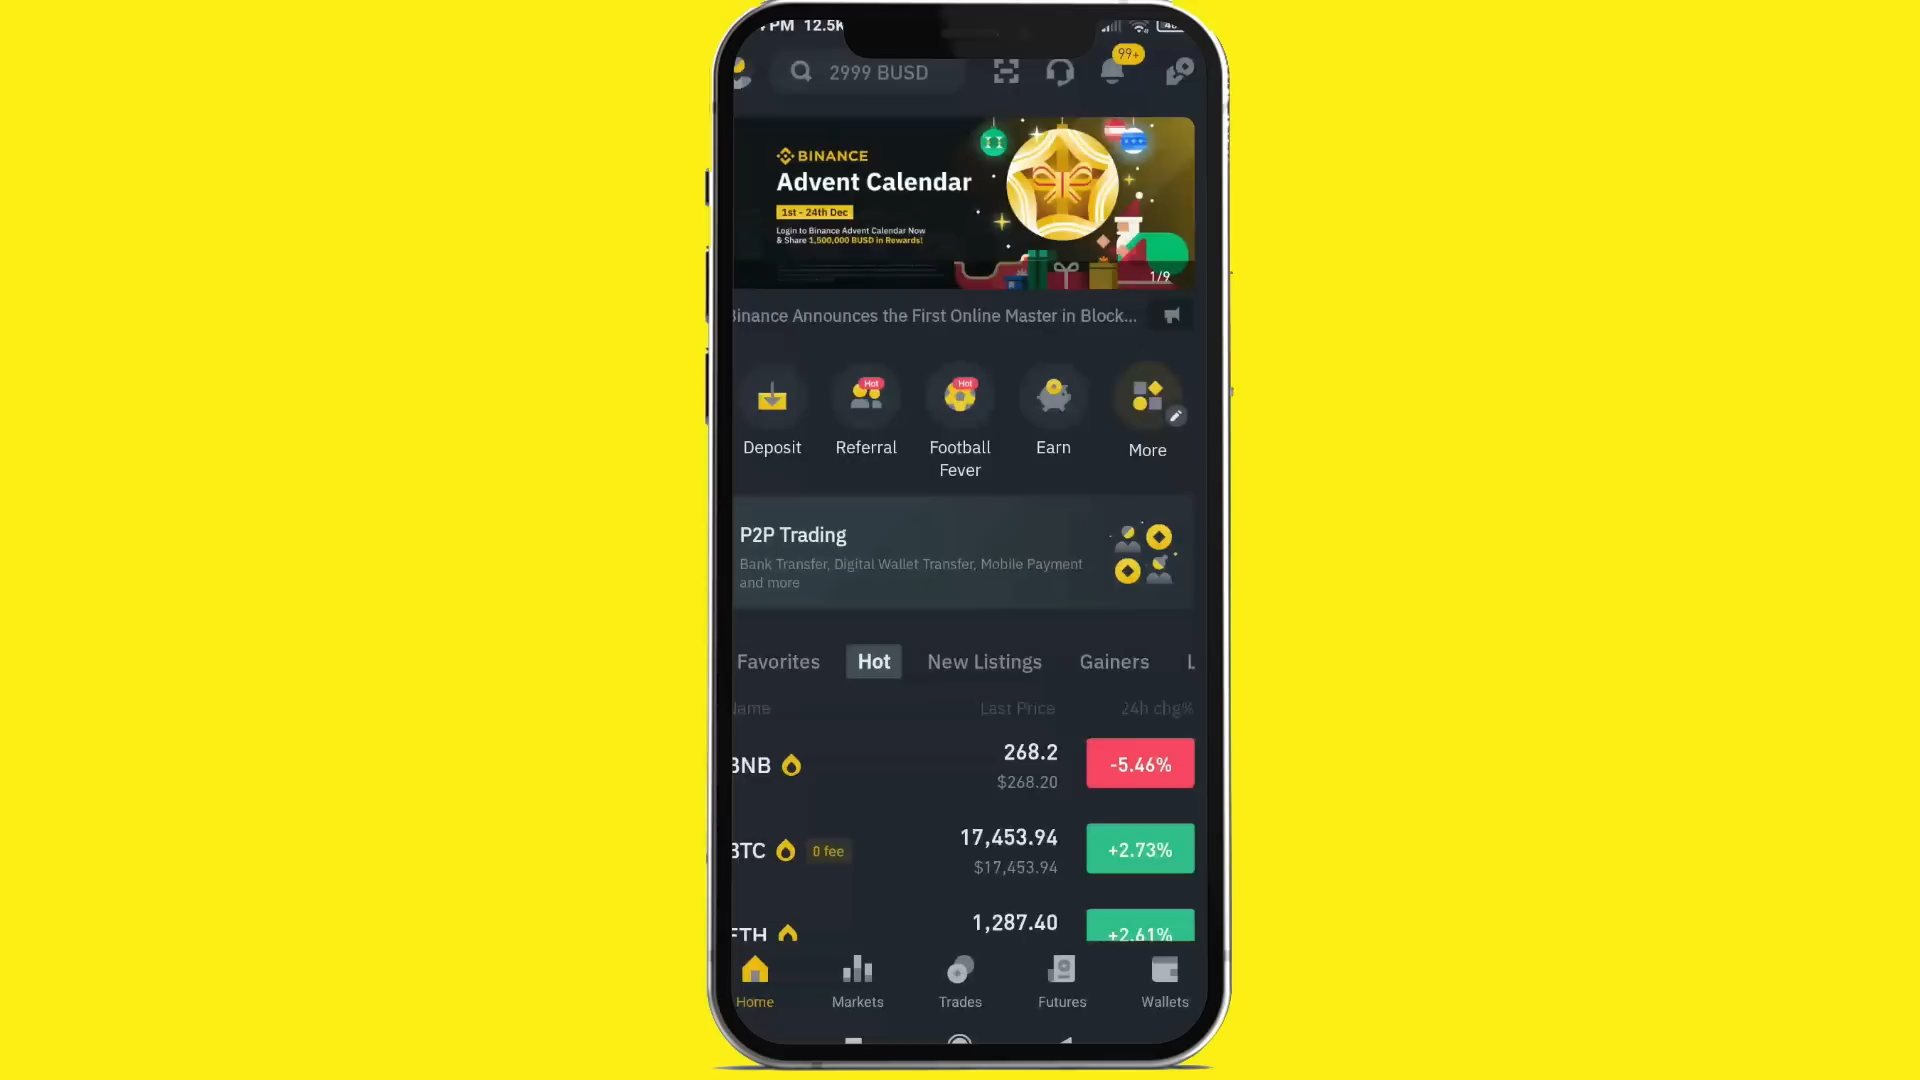 PM 12.5K
2999 BUSD
99+
BINANCE
Advent Calendar
1st - 24th Dec
Login to Binance Advent Calendar Now
& Share 1,500,000 BUSD in Rewards!
1/9
Binance Announces the First Online Master in Block...
Hot
Hot
Deposit
Referral
Football
Fever
Earn
More
P2P Trading
Bank Transfer, Digital Wallet Transfer, Mobile Payment
and more
Favorites Hot New Listings Gainers L
Name Last Price 24h chg%
BNB 268.2 -5.46%
$268.20
BTC 0 fee 17,453.94 +2.73%
$17,453.94
ETH 1,287.40 +2.61%
Home Markets Trades Futures Wallets